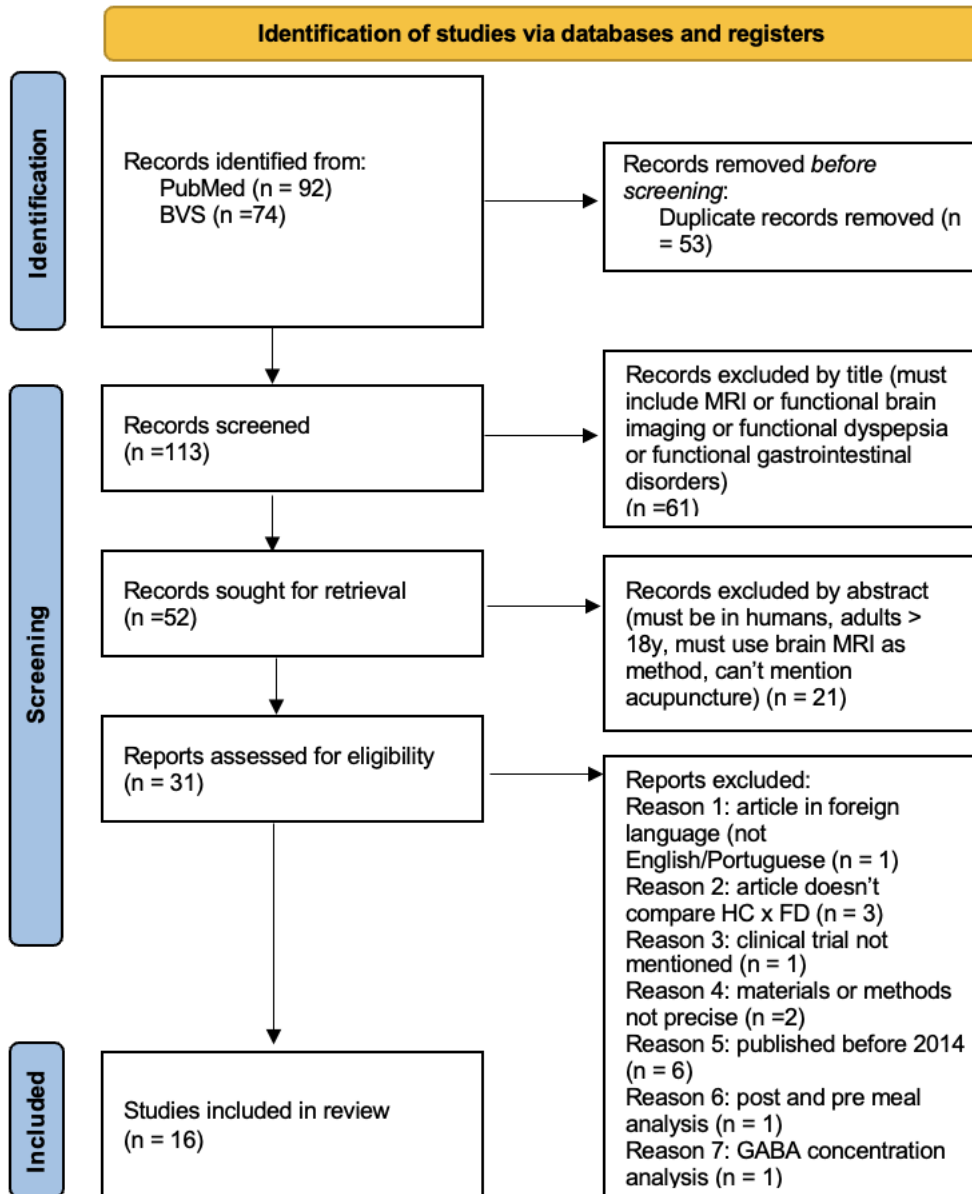 Identification of studies via databases and registers
Identification
Records identified from:
PubMed (n = 92)
BVS (n =74)
Records removed before
screening:
Duplicate records removed (n
= 53)
Screening
Records screened
(n =113)
Records excluded by title (must
include MRI or functional brain
imaging or functional dyspepsia
or functional gastrointestinal
disorders)
(n =61)
Records sought for retrieval
(n =52)
Records excluded by abstract
(must be in humans, adults >
18y, must use brain MRI as
method, can’t mention
acupuncture) (n = 21)
Reports assessed for eligibility
(n = 31)
Reports excluded:
Reason 1: article in foreign
language (not
English/Portuguese (n = 1)
Reason 2: article doesn’t
compare HC x FD (n = 3)
Reason 3: clinical trial not
mentioned (n = 1)
Reason 4: materials or methods
not precise (n =2)
Reason 5: published before 2014
(n = 6)
Reason 6: post and pre meal
analysis (n = 1)
Reason 7: GABA concentration
analysis (n = 1)
Included
Studies included in review
(n = 16)